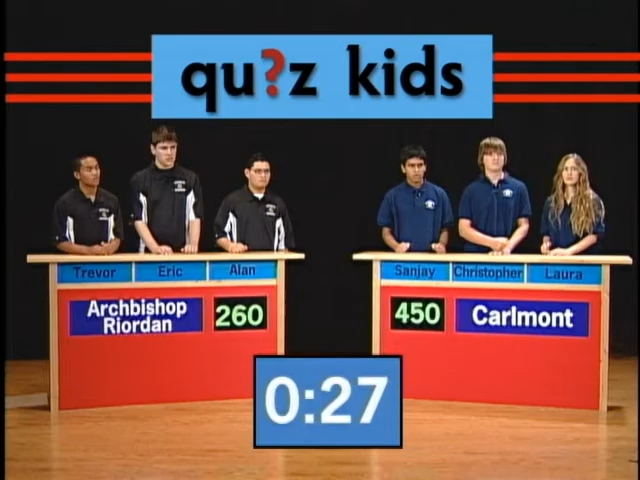 qu?z kids
Trevor Eric Alan
Sanjay Christopher Laura
Archbishop
Riordan
260
450
Carlmont
0:27